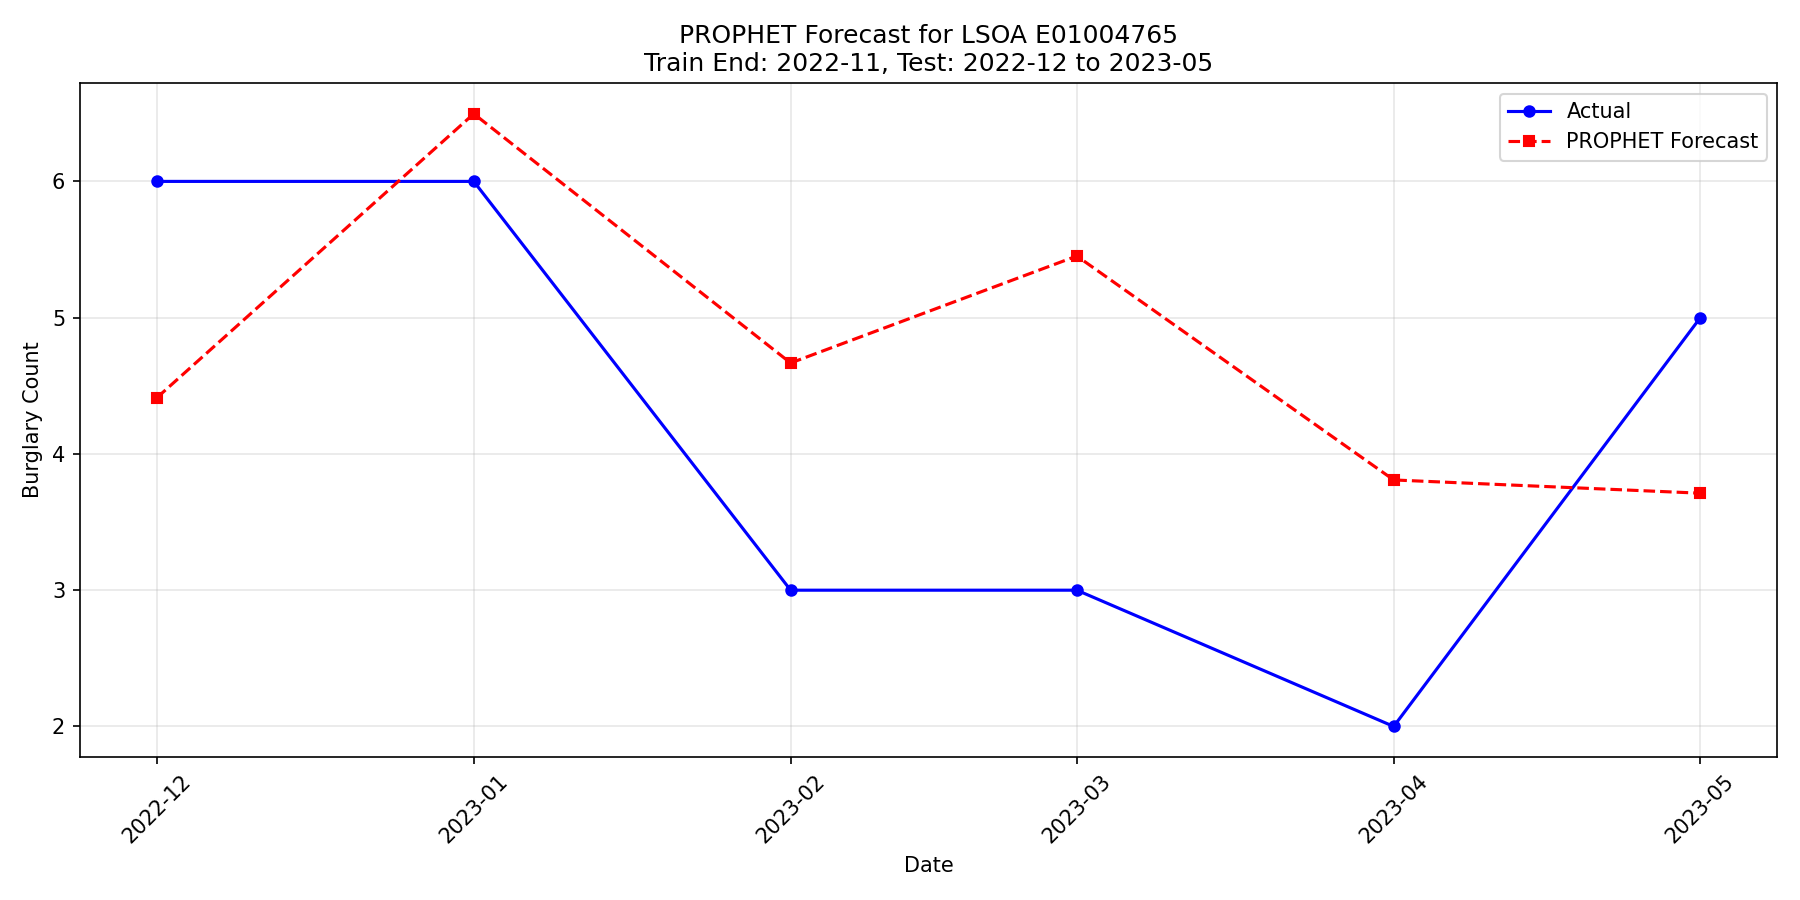 PROPHET Forecast for LSOA E01004765
Train End: 2022-11, Test: 2022-12 to 2023-05
Actual
PROPHET Forecast
Burglary Count
6
5
4
3
2
2022-12
2023-01
2023-02
2023-03
2023-04
2023-05
Date